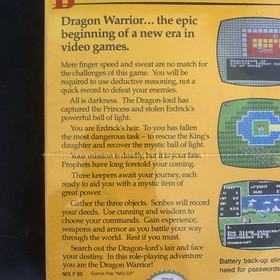 Dragon Warrior... the epic
beginning of a new era in
video games.
Mere finger speed and sweat are no match for
the challenges of this game. You will be
required to use deductive reasoning, not
a quick sword to defeat your enemies.
All is darkness. The Dragon-lord has
captured the Princess and stolen Erdrick's
powerful ball of light.
You are Erdrick's heir. To you has fallen
the most dangerous task – to rescue the King's
daughter and recover the mystic ball of light.
Your mission is deadly, but it is your fate.
Prophets have long foretold your coming.
Three keepers await your journey, each
ready to aid you with a mystic item of
great power.
Gather the three objects. Scribes will record
your deeds. Use cunning and wisdom to
choose your commands. Gain experience,
weapons and armor as you battle your way
through the world. Rest if you must.
Search out the Dragon-lord's lair and face
your destiny. In this role-playing adventure
you are the Dragon Warrior!
Battery back-up elim
need for passwords